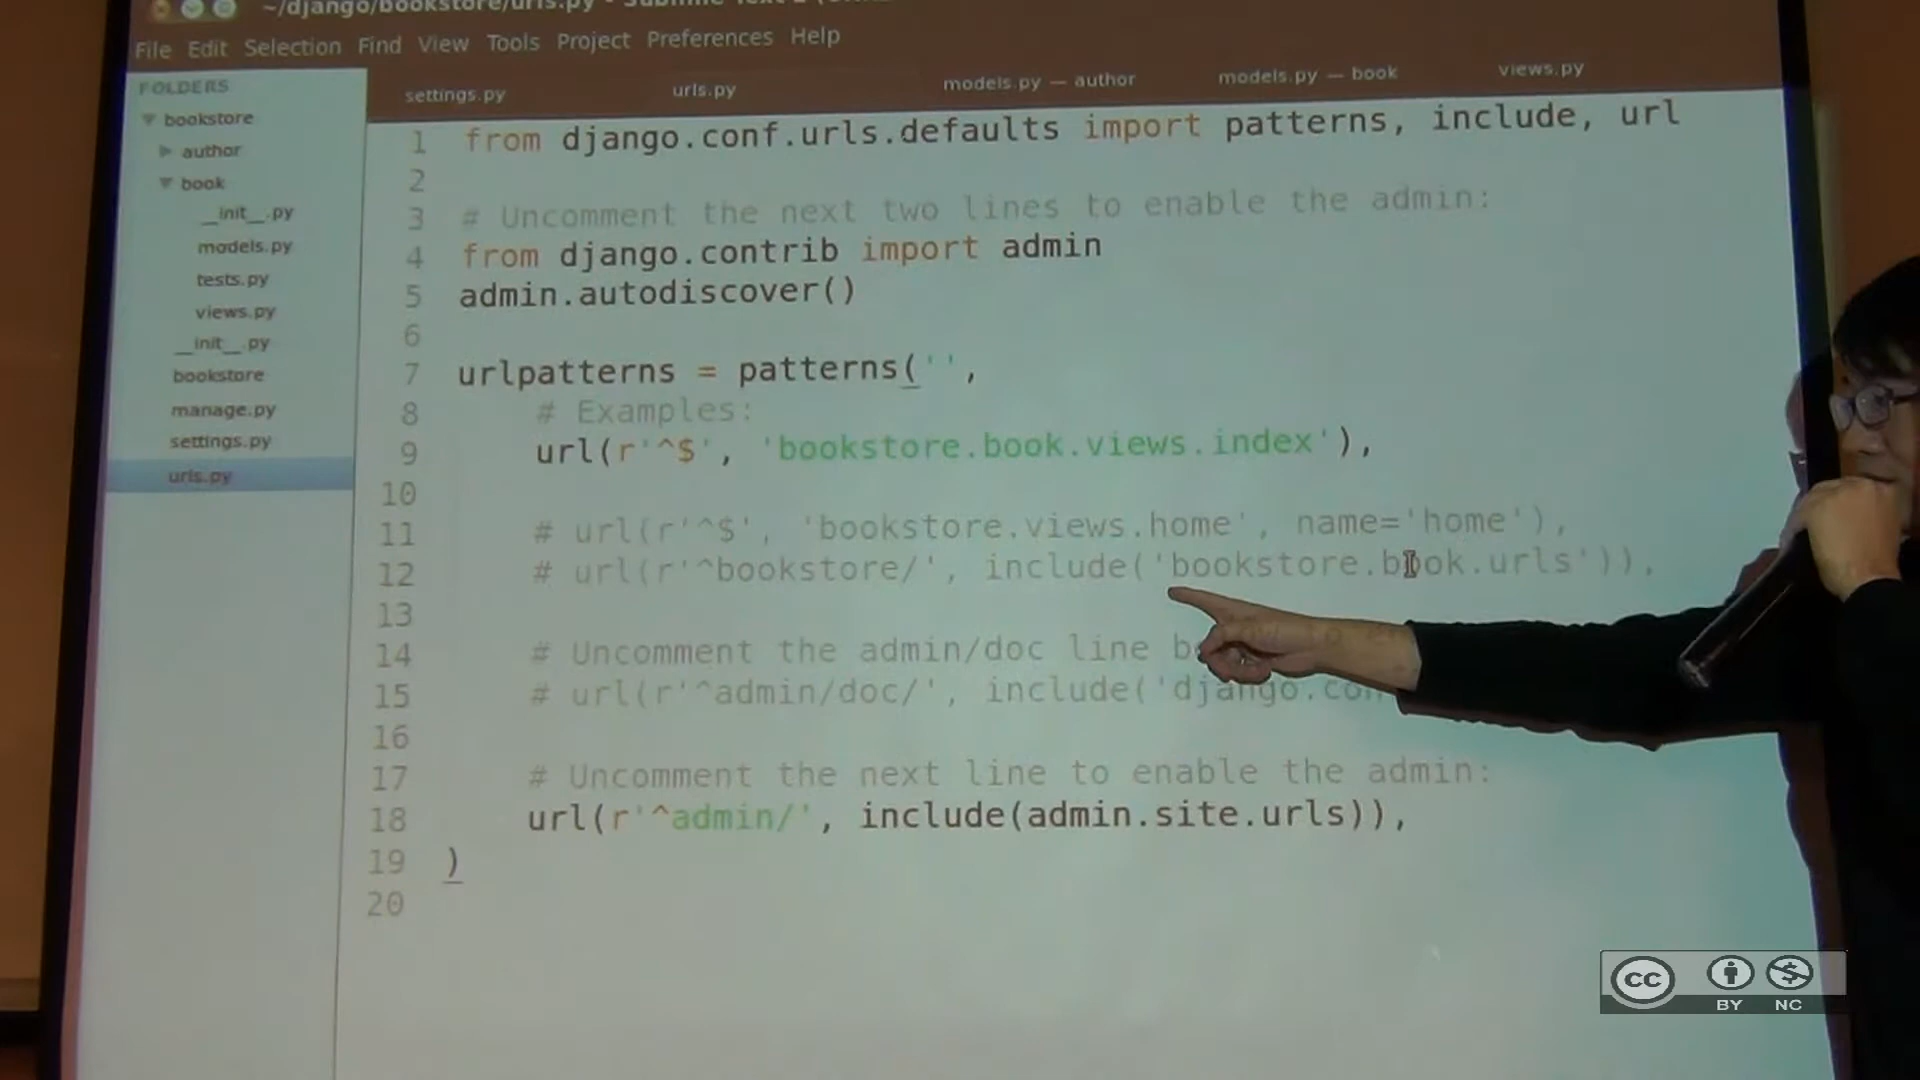 ~/django/bookstore/urls.py - Sublime Text 2
File Edit Selection Find View Tools Project Preferences Help
FOLDERS
bookstore
author
book
__init__.py
models.py
tests.py
views.py
__init__.py
bookstore
manage.py
settings.py
urls.py
settings.py urls.py models.py — author models.py — book views.py
1 from django.conf.urls.defaults import patterns, include, url
2
3 # Uncomment the next two lines to enable the admin:
4 from django.contrib import admin
5 admin.autodiscover()
6
7 urlpatterns = patterns('',
8 # Examples:
9 url(r'^$', 'bookstore.book.views.index'),
10
11 # url(r'^$', 'bookstore.views.home', name='home'),
12 # url(r'^bookstore/', include('bookstore.book.urls')),
13
14 # Uncomment the admin/doc line
15 # url(r'^admin/doc/', include('django.con
16
17 # Uncomment the next line to enable the admin:
18 url(r'^admin/', include(admin.site.urls)),
19 )
20
CC BY NC